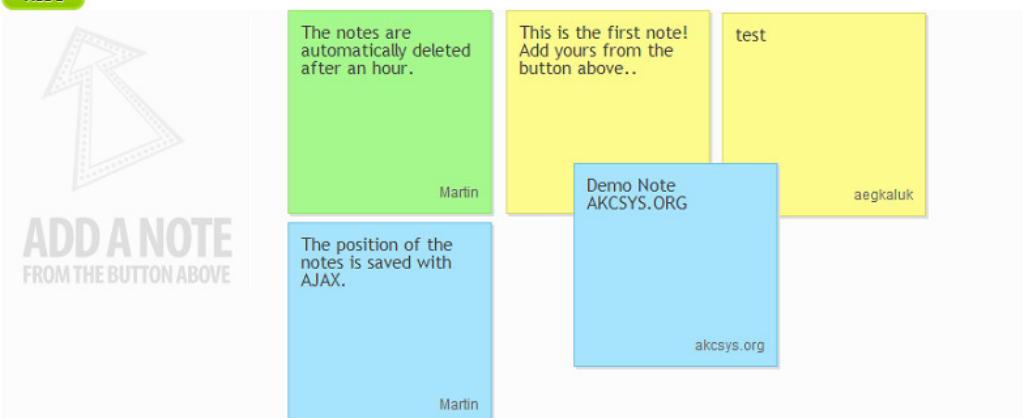 The notes are
automatically deleted
after an hour.
Martin
This is the first note!
Add yours from the
button above..
test
aegkaluk
Demo Note
AKCSYS.ORG
akcsys.org
ADD A NOTE
FROM THE BUTTON ABOVE
The position of the
notes is saved with
AJAX.
Martin